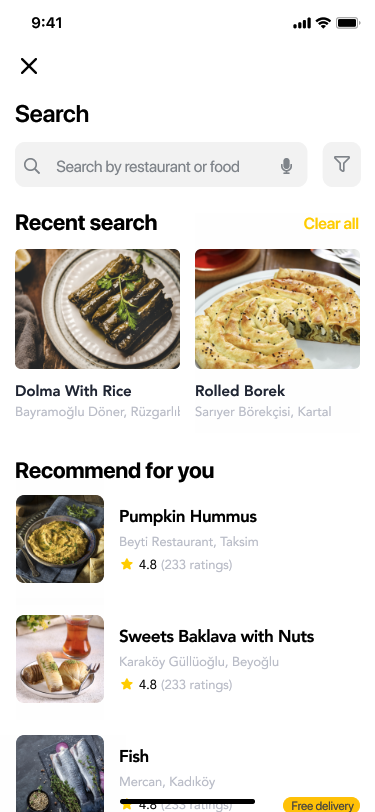 9:41
Search
Search by restaurant or food
Recent search
Clear all
Dolma With Rice
Bayramoğlu Döner, Rüzgarlı
Rolled Borek
Sarıyer Börekçisi, Kartal
Recommend for you
Pumpkin Hummus
Beyti Restaurant, Taksim
4.8 (233 ratings)
Sweets Baklava with Nuts
Karaköy Güllüoğlu, Beyoğlu
4.8 (233 ratings)
Fish
Mercan, Kadıköy
4.8 (233 ratings)
Free delivery